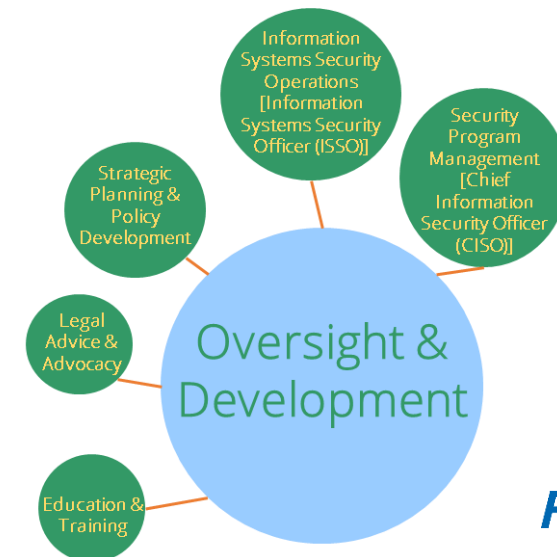 Information
Systems Security
Operations
[Information
Systems Security
Officer (ISSO)]
Security
Program
Management
[Chief
Information
Security Officer
(CISO)]
Strategic
Planning &
Policy
Development
Legal
Advice &
Advocacy
Oversight &
Development
Education &
Training